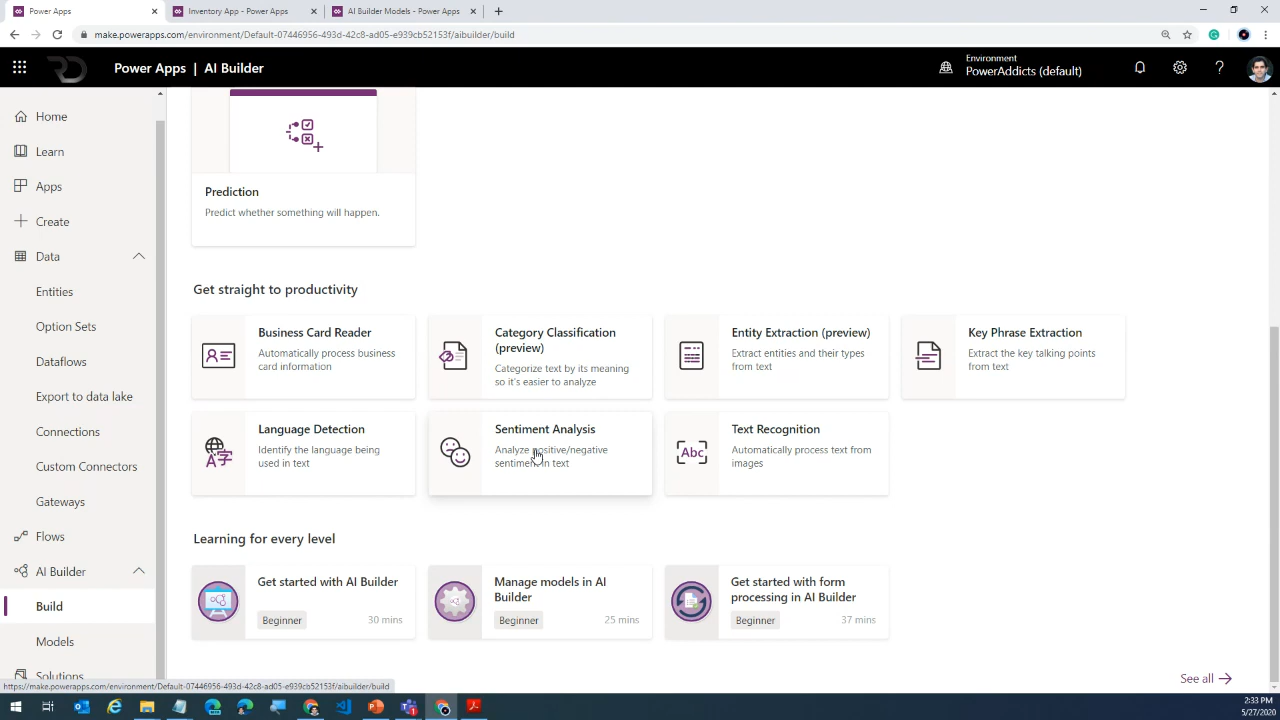 Power Apps
Inventory App - Power Apps
AI Builder Models - Power Apps
make.powerapps.com/environment/Default-07446956-493d-42c8-ad05-e939cb52153f/aibuilder/build
Power Apps | AI Builder
Environment
PowerAddicts (default)
Home
Learn
Apps
Create
Data
Entities
Option Sets
Dataflows
Export to data lake
Connections
Custom Connectors
Gateways
Flows
AI Builder
Build
Models
Solutions
Prediction
Predict whether something will happen.
Get straight to productivity
Business Card Reader
Automatically process business
card information
Category Classification
(preview)
Categorize text by its meaning
so it's easier to analyze
Entity Extraction (preview)
Extract entities and their types
from text
Key Phrase Extraction
Extract the key talking points
from text
Language Detection
Identify the language being
used in text
Sentiment Analysis
Analyze positive/negative
sentiment in text
Abc
Text Recognition
Automatically process text from
images
Learning for every level
Get started with AI Builder
Beginner 30 mins
Manage models in AI
Builder
Beginner 25 mins
Get started with form
processing in AI Builder
Beginner 37 mins
See all
https://make.powerapps.com/environment/Default-07446956-493d-42c8-ad05-e939cb52153f/aibuilder/build
2:33 PM
5/27/2020